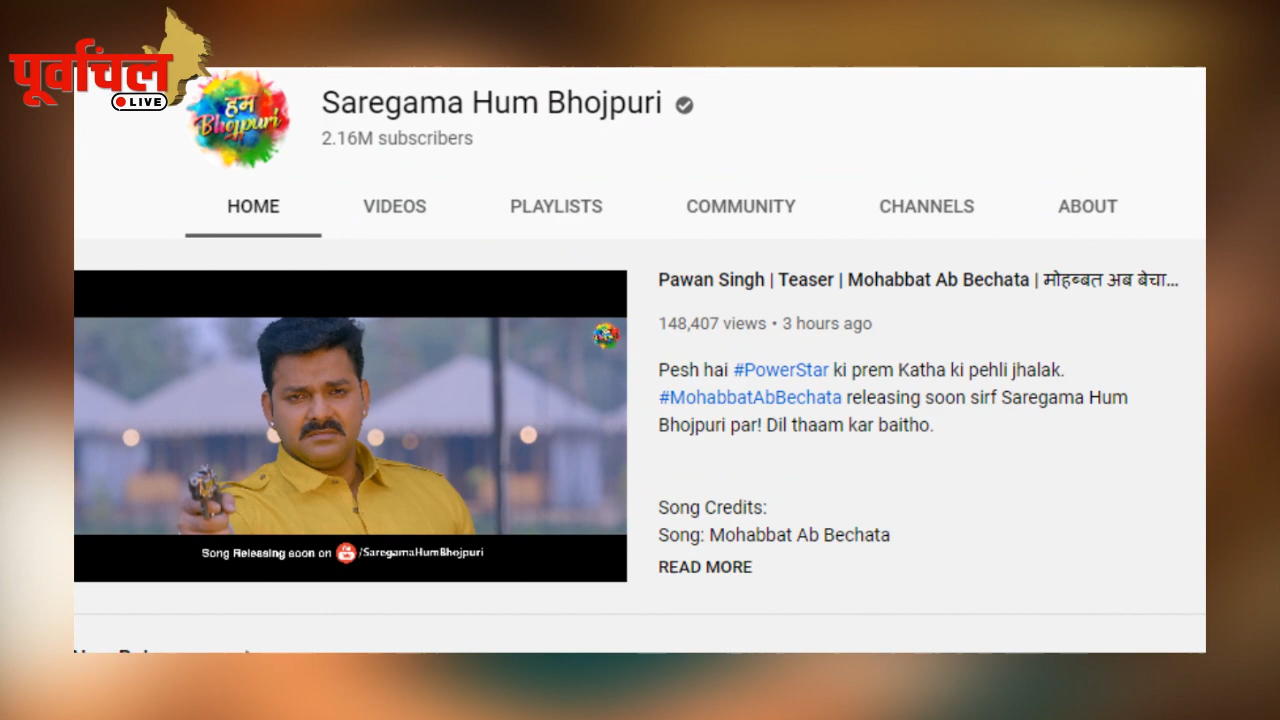 पूर्वांचल
LIVE
हम
Bhojpuri
Saregama Hum Bhojpuri
2.16M subscribers
HOME VIDEOS PLAYLISTS COMMUNITY CHANNELS ABOUT
Pawan Singh | Teaser | Mohabbat Ab Bechata | मोहब्बत अब बेचा...
148,407 views • 3 hours ago
Pesh hai #PowerStar ki prem Katha ki pehli jhalak.
#MohabbatAbBechata releasing soon sirf Saregama Hum
Bhojpuri par! Dil thaam kar baitho.
Song Credits:
Song: Mohabbat Ab Bechata
READ MORE
Song Releasing soon on /SaregamaHumBhojpuri